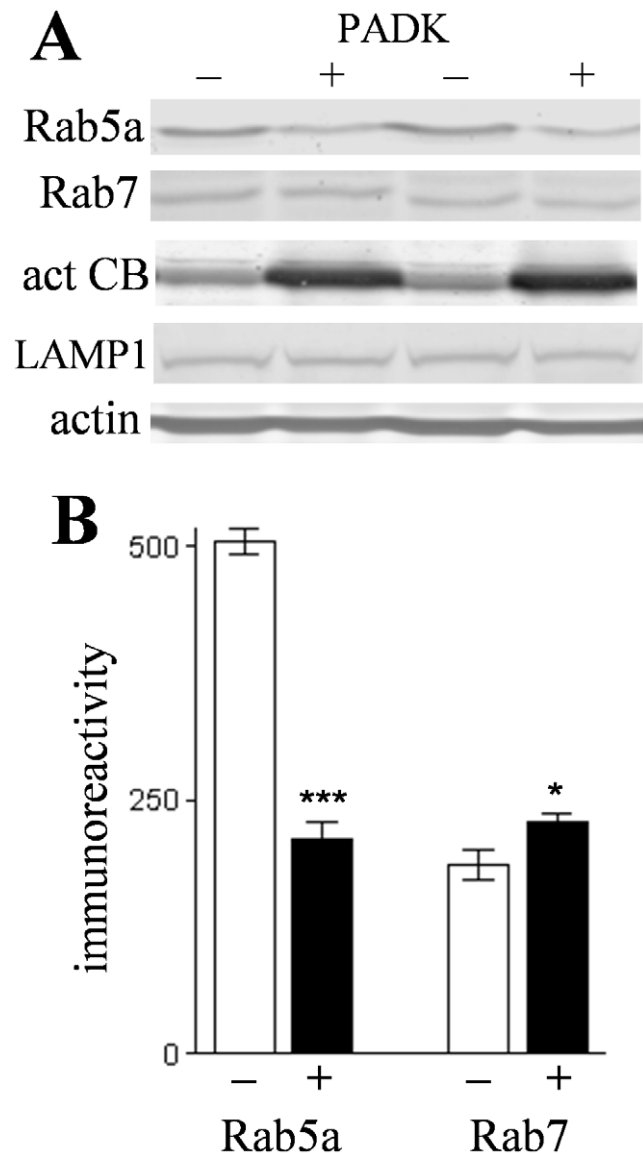 A
PADK
– + – +
Rab5a
Rab7
act CB
LAMP1
actin
B
immunoreactivity
500
250
0
***
*
– + – +
Rab5a Rab7